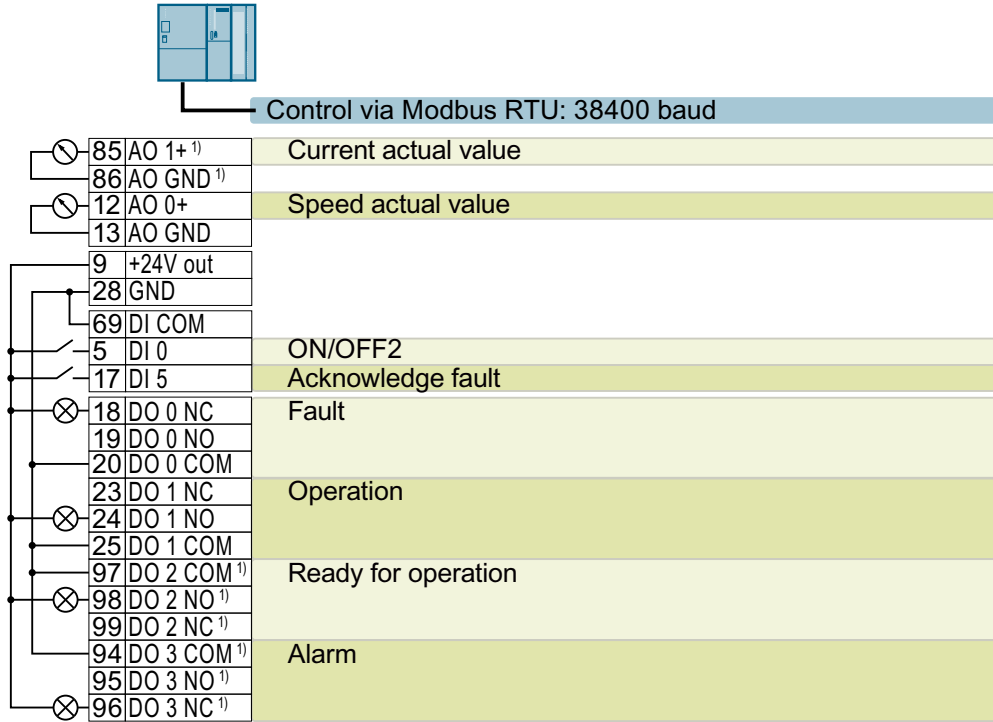 Control via Modbus RTU: 38400 baud
85 AO 1+ 1) Current actual value
86 AO GND 1)
12 AO 0+ Speed actual value
13 AO GND
9 +24V out
28 GND
69 DI COM
5 DI 0 ON/OFF2
17 DI 5 Acknowledge fault
18 DO 0 NC Fault
19 DO 0 NO
20 DO 0 COM
23 DO 1 NC Operation
24 DO 1 NO
25 DO 1 COM
97 DO 2 COM 1) Ready for operation
98 DO 2 NO 1)
99 DO 2 NC 1)
94 DO 3 COM 1) Alarm
95 DO 3 NO 1)
96 DO 3 NC 1)